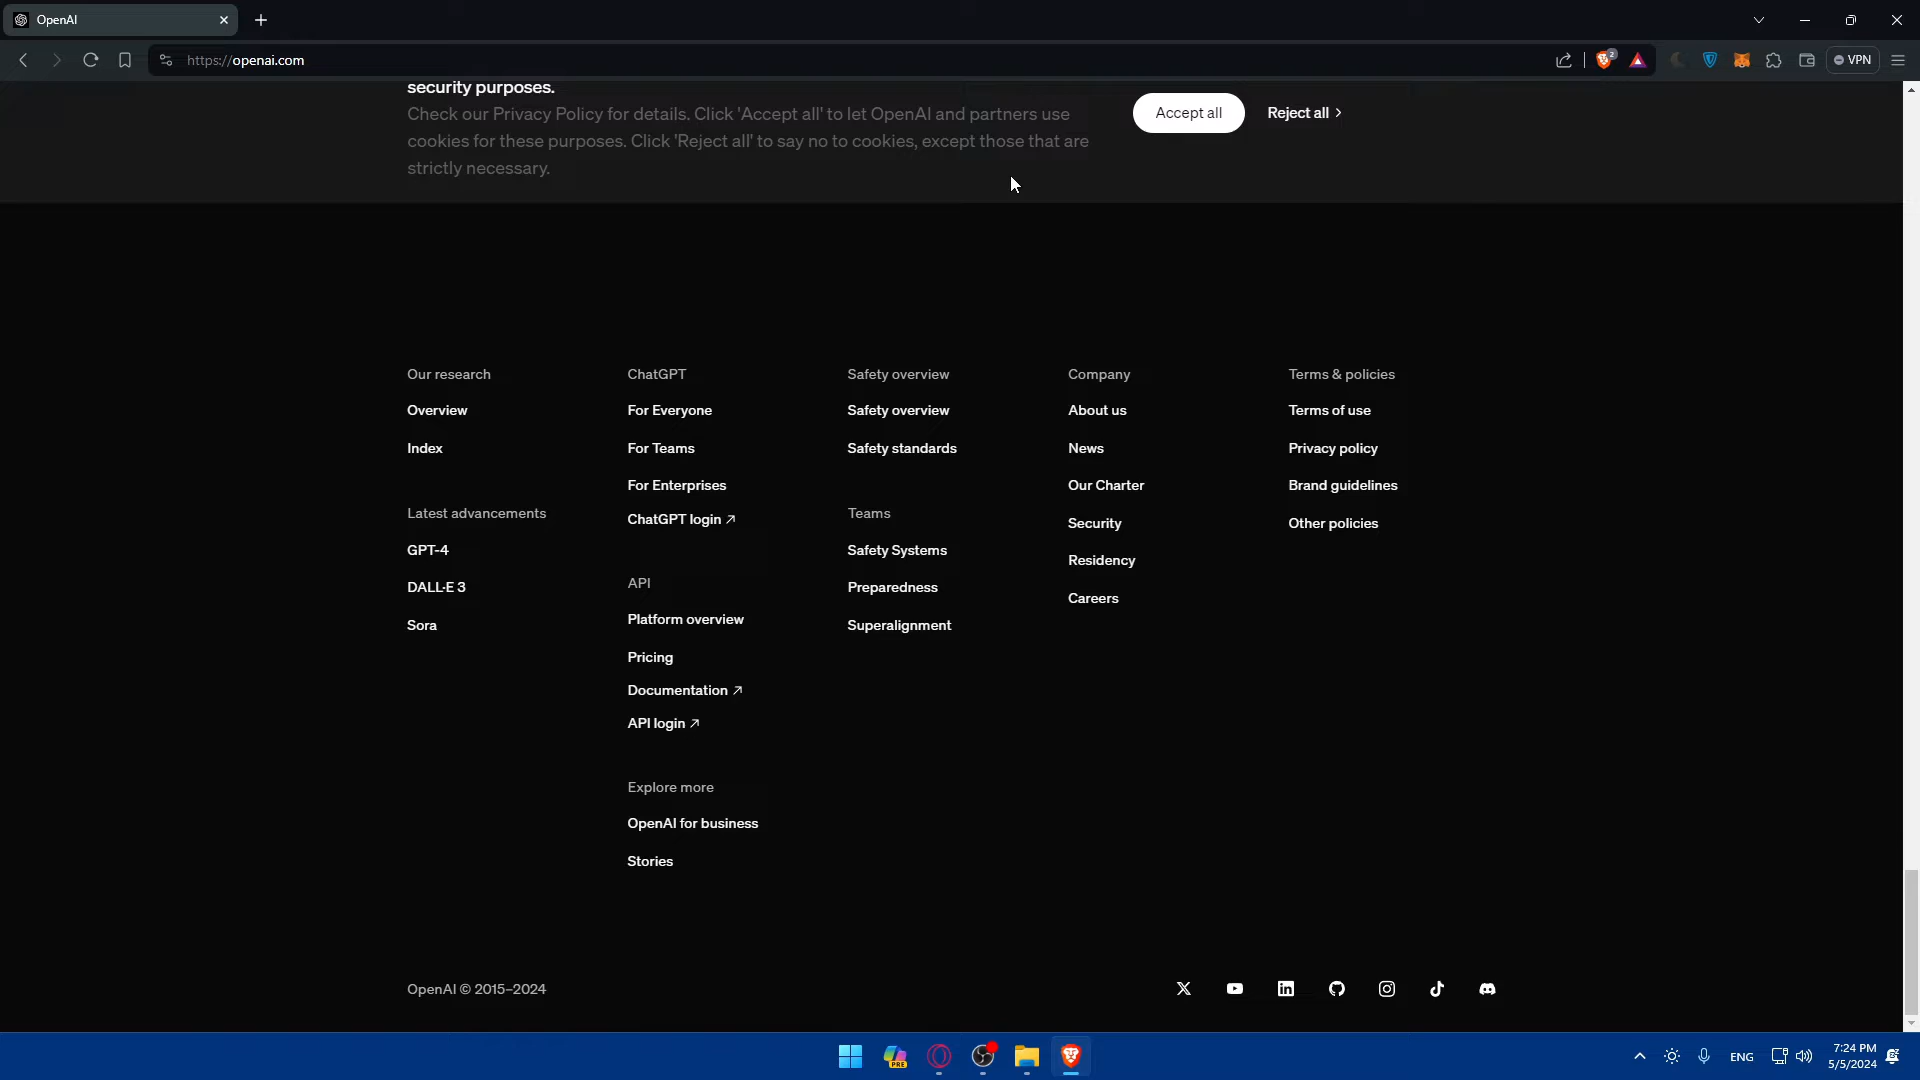 OpenAI
https://openai.com
2
VPN
security purposes.
Check our Privacy Policy for details. Click 'Accept all' to let OpenAI and partners use
cookies for these purposes. Click 'Reject all' to say no to cookies, except those that are
strictly necessary.
Accept all
Reject all
Our research
Overview
Index
Latest advancements
GPT-4
DALL·E 3
Sora
ChatGPT
For Everyone
For Teams
For Enterprises
ChatGPT login
API
Platform overview
Pricing
Documentation
API login
Explore more
OpenAI for business
Stories
Safety overview
Safety overview
Safety standards
Teams
Safety Systems
Preparedness
Superalignment
Company
About us
News
Our Charter
Security
Residency
Careers
Terms & policies
Terms of use
Privacy policy
Brand guidelines
Other policies
OpenAI © 2015–2024
PRE
ENG
7:24 PM
5/5/2024